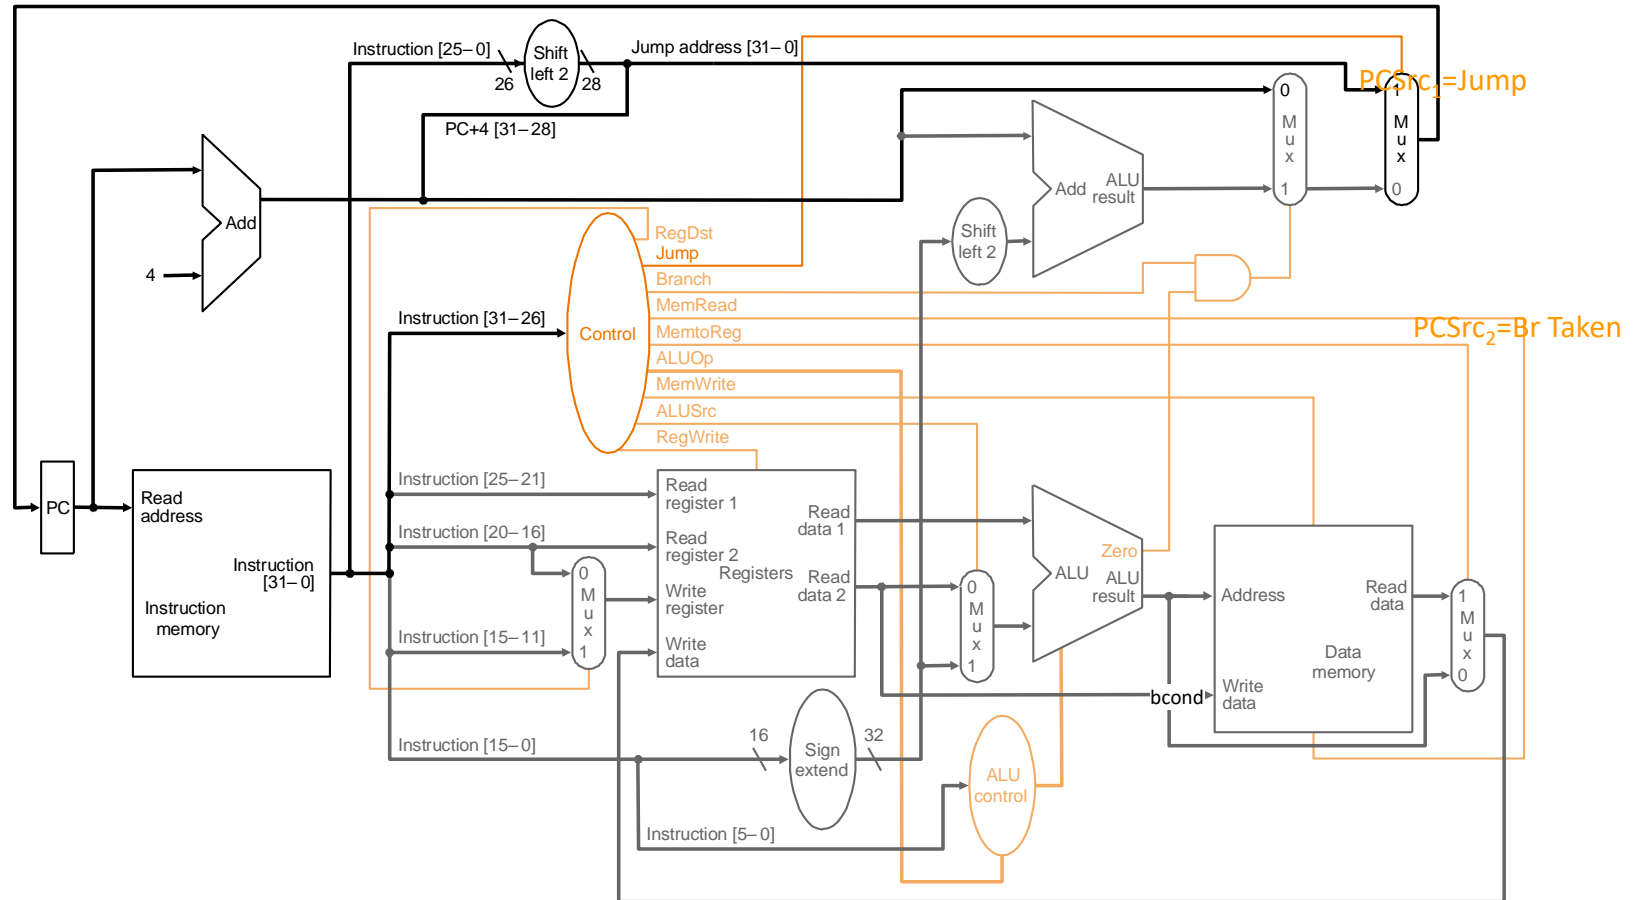 Instruction [25–0]
Shift
left 2
Jump address [31–0]
26
28
PC+4 [31–28]
PCSrc1=Jump
0
M
u
x
1
1
M
u
x
0
Add
ALU
result
Shift
left 2
Add
4
RegDst
Jump
Branch
MemRead
MemtoReg
ALUOp
MemWrite
ALUSrc
RegWrite
Control
Instruction [31–26]
PCSrc2=Br Taken
PC
Read
address
Instruction
[31–0]
Instruction
memory
Instruction [25–21]
Instruction [20–16]
Instruction [15–11]
Instruction [15–0]
Instruction [5–0]
0
M
u
x
1
Read
register 1
Read
register 2
Write
register
Write
data
Registers
Read
data 1
Read
data 2
0
M
u
x
1
Zero
ALU
ALU
result
Address
Write
data
Read
data
Data
memory
1
M
u
x
0
bcond
16
Sign
extend
32
ALU
control